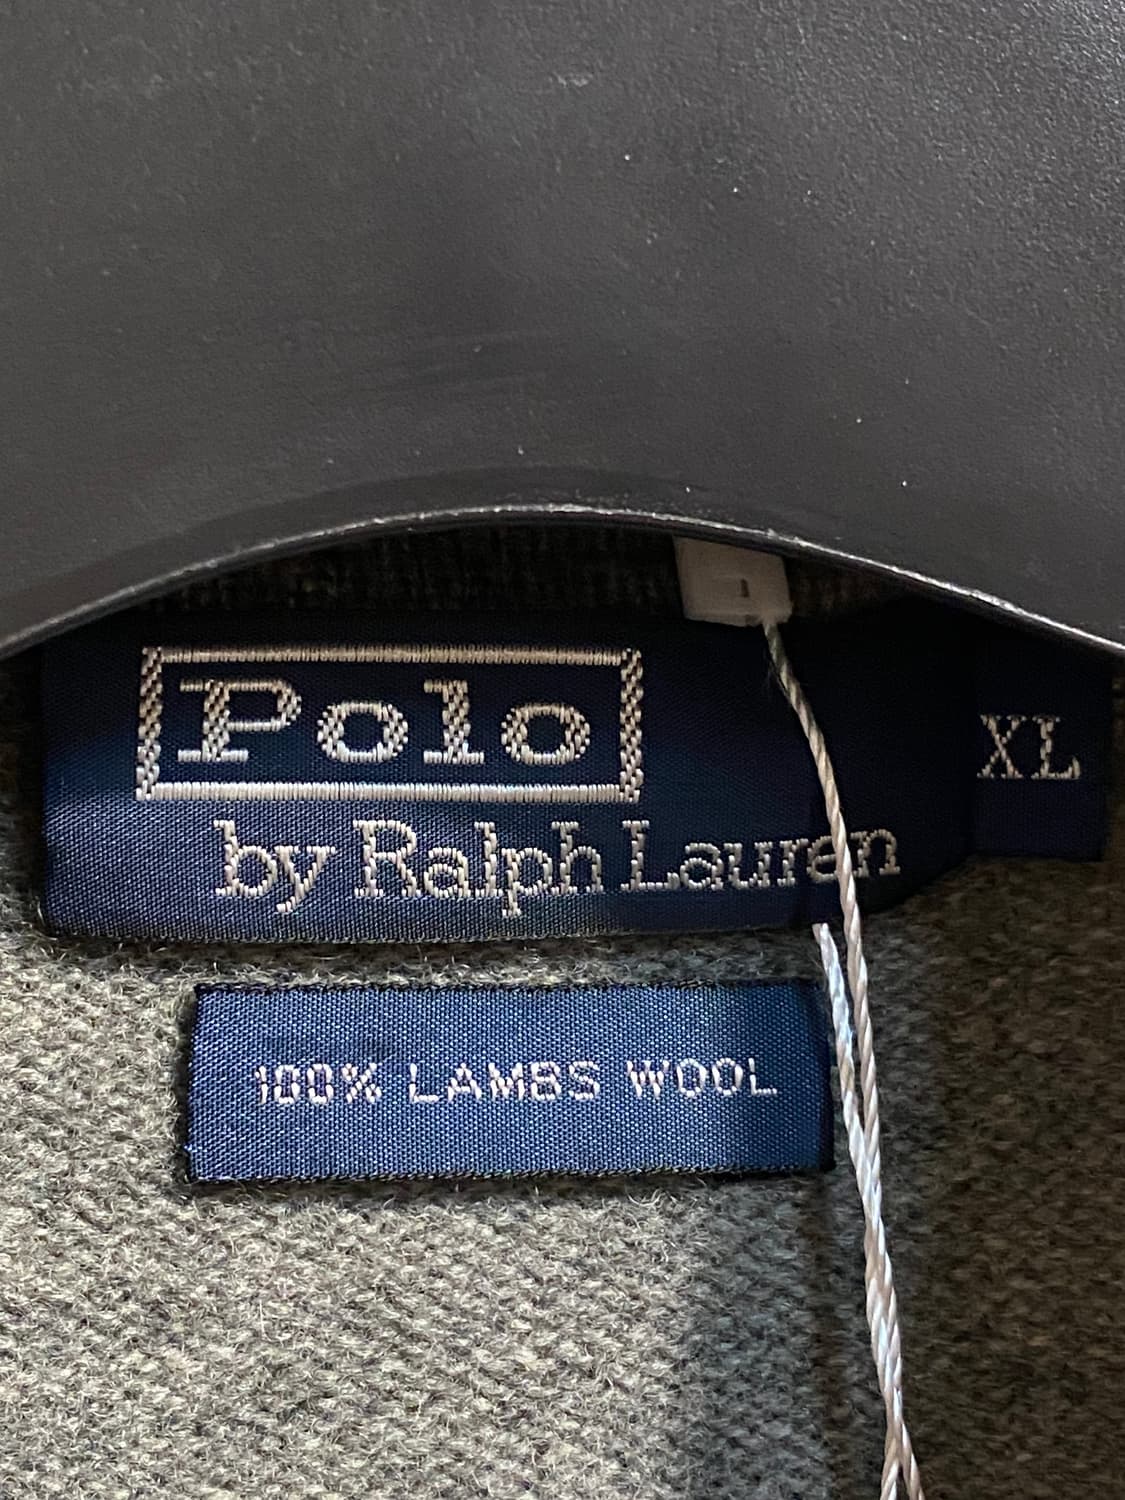 Polo
by Ralph Lauren
XL
100% LAMBS WOOL